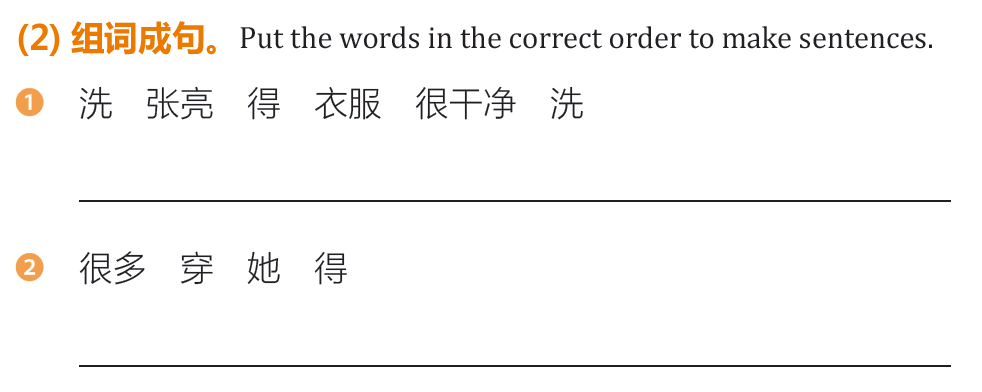 (2) 组词成句。Put the words in the correct order to make sentences.
1 洗 张亮 得 衣服 很干净 洗
2 很多 穿 她 得